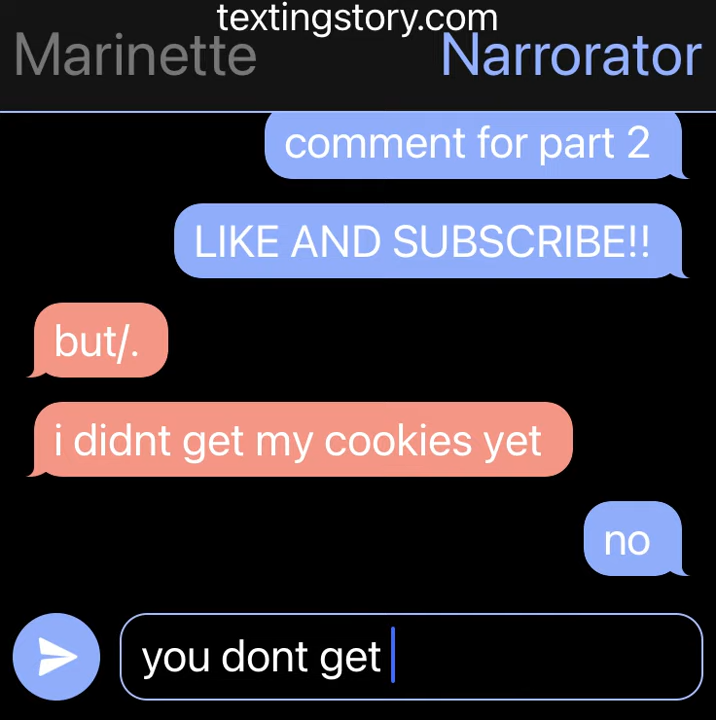 textingstory.com
Marinette
Narrorator
comment for part 2
LIKE AND SUBSCRIBE!!
but/.
i didnt get my cookies yet
no
you dont get